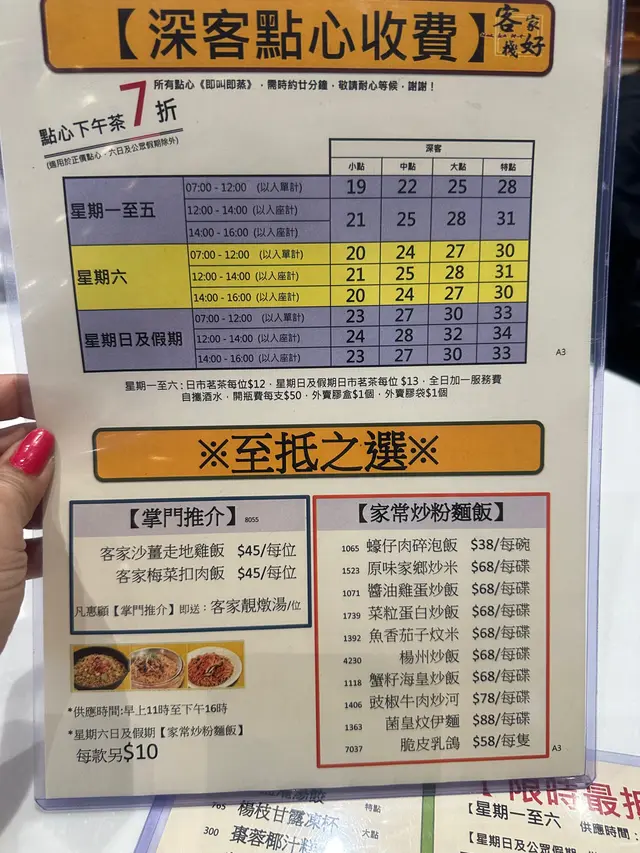 【深客點心收費】
客家好棧
所有點心《即叫即蒸》，需時約廿分鐘，敬請耐心等候，謝謝！
點心下午茶7折
(適用於正價點心，六日及公眾假期除外)
深客
小點 中點 大點 特點
星期一至五
07:00 - 12:00 (以入單計) 19 22 25 28
12:00 - 14:00 (以入座計) 21 25 28 31
14:00 - 16:00 (以入座計)
星期六
07:00 - 12:00 (以入單計) 20 24 27 30
12:00 - 14:00 (以入座計) 21 25 28 31
14:00 - 16:00 (以入座計) 20 24 27 30
星期日及假期
07:00 - 12:00 (以入單計) 23 27 30 33
12:00 - 14:00 (以入座計) 24 28 32 34
14:00 - 16:00 (以入座計) 23 27 30 33
A3
星期一至六：日市茗茶每位$12，星期日及假期日市茗茶每位 $13，全日加一服務費
自攜酒水，開瓶費每支$50，外賣膠盒$1個，外賣膠袋$1個
※至抵之選※
【掌門推介】 8055
客家沙薑走地雞飯 $45/每位
客家梅菜扣肉飯 $45/每位
凡惠顧【掌門推介】即送：客家靚燉湯/位
*供應時間:早上11時至下午16時
*星期六日及假期【家常炒粉麵飯】
每款另$10
【家常炒粉麵飯】
1065 蠔仔肉碎泡飯 $38/每碗
1523 原味家鄉炒米 $68/每碟
1071 醬油雞蛋炒飯 $68/每碟
1739 菜粒蛋白炒飯 $68/每碟
1392 魚香茄子炆米 $68/每碟
4230 楊州炒飯 $68/每碟
1118 蟹籽海皇炒飯 $68/每碟
1406 豉椒牛肉炒河 $78/每碟
1363 菌皇炆伊麵 $88/每碟
7037 脆皮乳鴿 $58/每隻
A3
765 楊枝甘露凍杯 特點
300 棗蓉椰汁糕 大點
【限時最抵
【星期一至六 供應時間：
【星期日及公眾假期